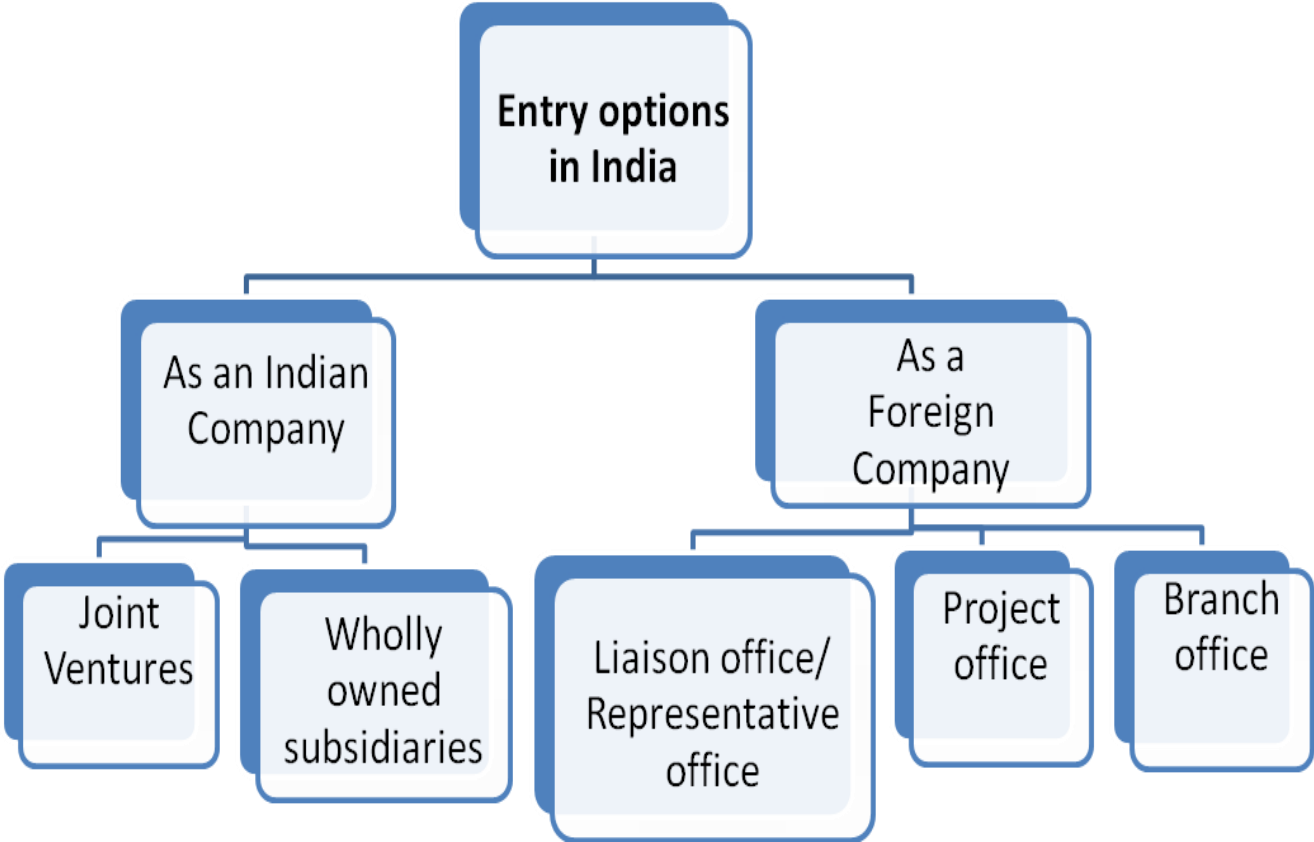 Entry options
in India
As an Indian
Company
As a
Foreign
Company
Joint
Ventures
Wholly
owned
subsidiaries
Liaison office/
Representative
office
Project
office
Branch
office